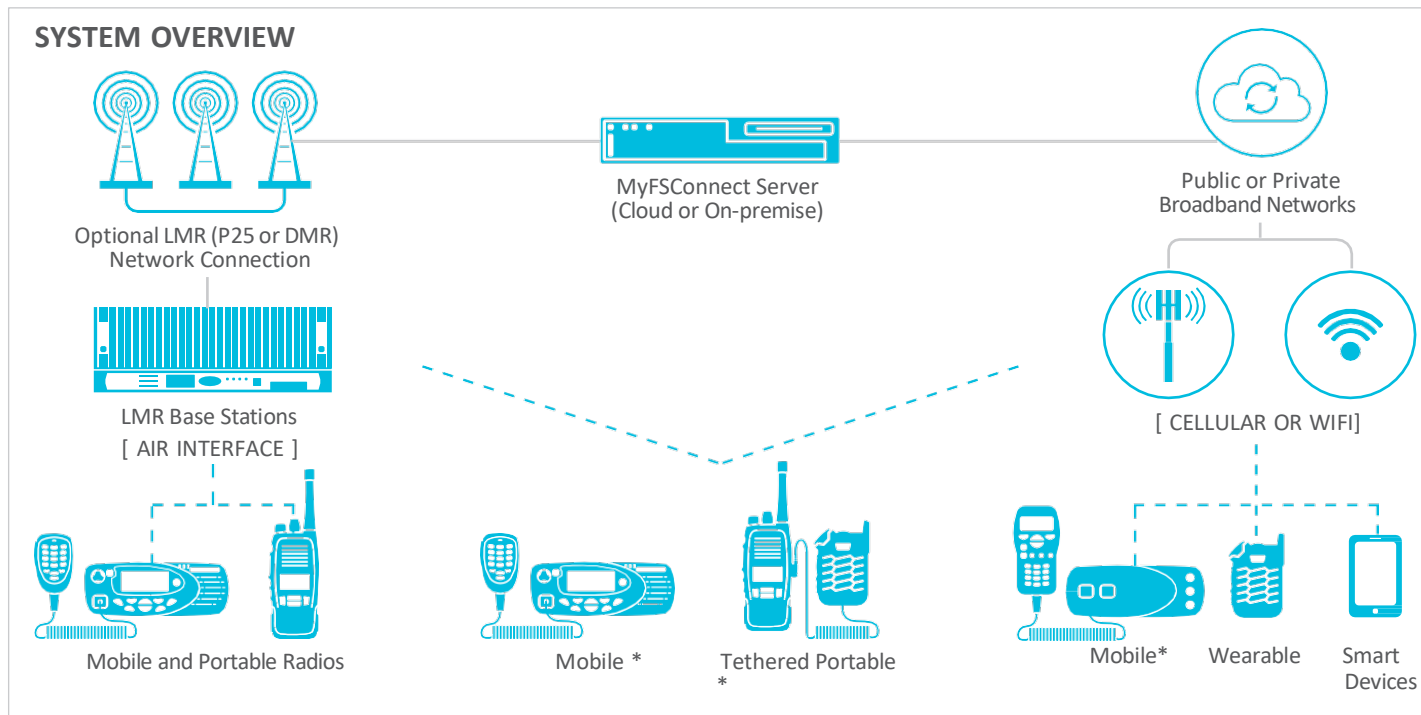 SYSTEM OVERVIEW
MyFSConnect Server
(Cloud or On-premise)
Public or Private
Broadband Networks
Optional LMR (P25 or DMR)
Network Connection
LMR Base Stations
[ AIR INTERFACE ]
[ CELLULAR OR WIFI]
Mobile and Portable Radios
Mobile *
Tethered Portable
*
Mobile*
Wearable
Smart
Devices